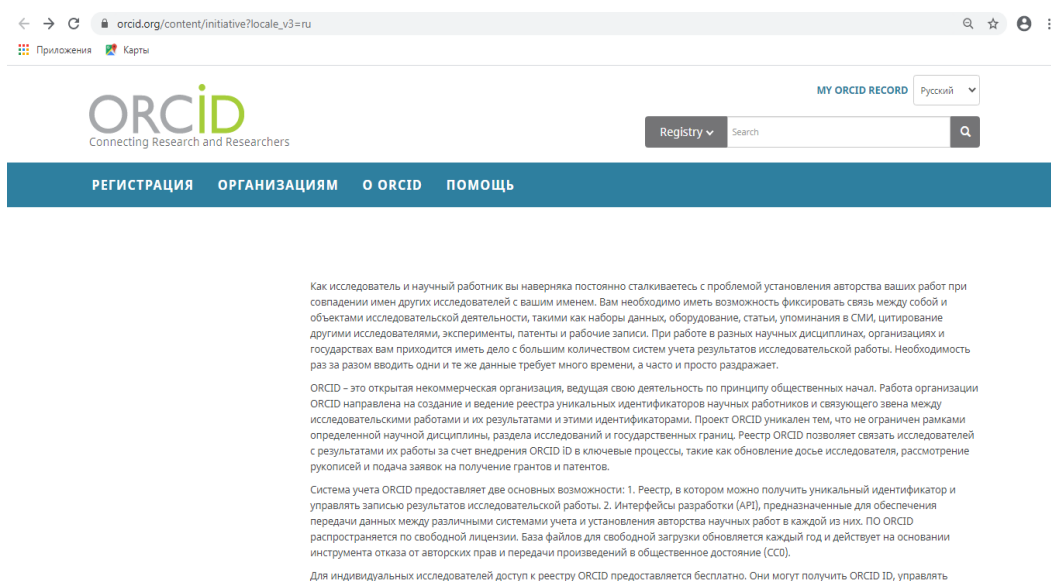 orcid.org/content/initiative?locale_v3=ru
Приложения Карты
ORCiD
Connecting Research and Researchers
MY ORCID RECORD Русский
Registry Search
РЕГИСТРАЦИЯ ОРГАНИЗАЦИЯМ О ORCID ПОМОЩЬ
Как исследователь и научный работник вы наверняка постоянно сталкиваетесь с проблемой установления авторства ваших работ при
совпадении имен других исследователей с вашим именем. Вам необходимо иметь возможность фиксировать связь между собой и
объектами исследовательской деятельности, такими как наборы данных, оборудование, статьи, упоминания в СМИ, цитирование
другими исследователями, эксперименты, патенты и рабочие записи. При работе в разных научных дисциплинах, организациях и
государствах вам приходится иметь дело с большим количеством систем учета результатов исследовательской работы. Необходимость
раз за разом вводить одни и те же данные требует много времени, а часто и просто раздражает.
ORCID – это открытая некоммерческая организация, ведущая свою деятельность по принципу общественных начал. Работа организации
ORCID направлена на создание и ведение реестра уникальных идентификаторов научных работников и связующего звена между
исследовательскими работами и их результатами и этими идентификаторами. Проект ORCID уникален тем, что не ограничен рамками
определенной научной дисциплины, раздела исследований и государственных границ. Реестр ORCID позволяет связать исследователей
с результатами их работы за счет внедрения ORCID iD в ключевые процессы, такие как обновление досье исследователя, рассмотрение
рукописей и подача заявок на получение грантов и патентов.
Система учета ORCID предоставляет две основных возможности: 1. Реестр, в котором можно получить уникальный идентификатор и
управлять записью результатов исследовательской работы. 2. Интерфейсы разработки (API), предназначенные для обеспечения
передачи данных между различными системами учета и установления авторства научных работ в каждой из них. ПО ORCID
распространяется по свободной лицензии. База файлов для свободной загрузки обновляется каждый год и действует на основании
инструмента отказа от авторских прав и передачи произведений в общественное достояние (CC0).
Для индивидуальных исследователей доступ к реестру ORCID предоставляется бесплатно. Они могут получить ORCID ID, управлять